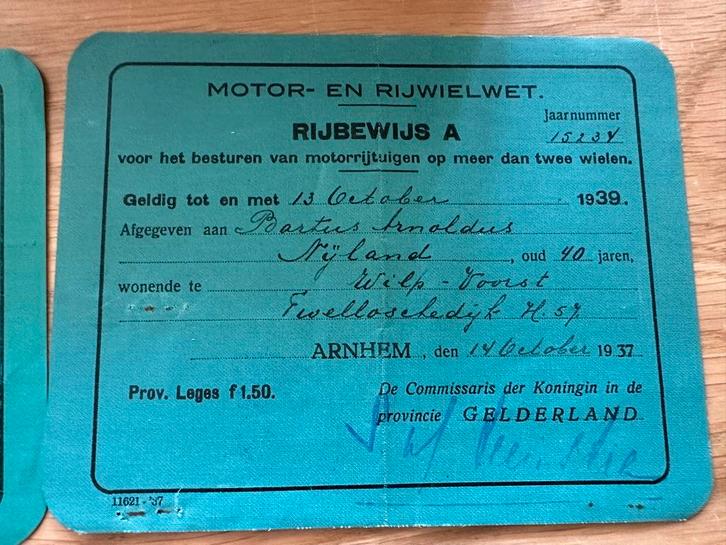 MOTOR- EN RIJWIELWET.
Jaarnummer
RIJBEWIJS A 15234
voor het besturen van motorrijtuigen op meer dan twee wielen.
Geldig tot en met 13 October 1939.
Afgegeven aan Bartus Arnoldus
Nijland, oud 40 jaren,
wonende te Wilp - Voorst
Twelloschedijk H. 57
ARNHEM, den 14 October 1937
Prov. Leges f 1.50. De Commissaris der Koningin in de
provincie GELDERLAND
11621 - '37